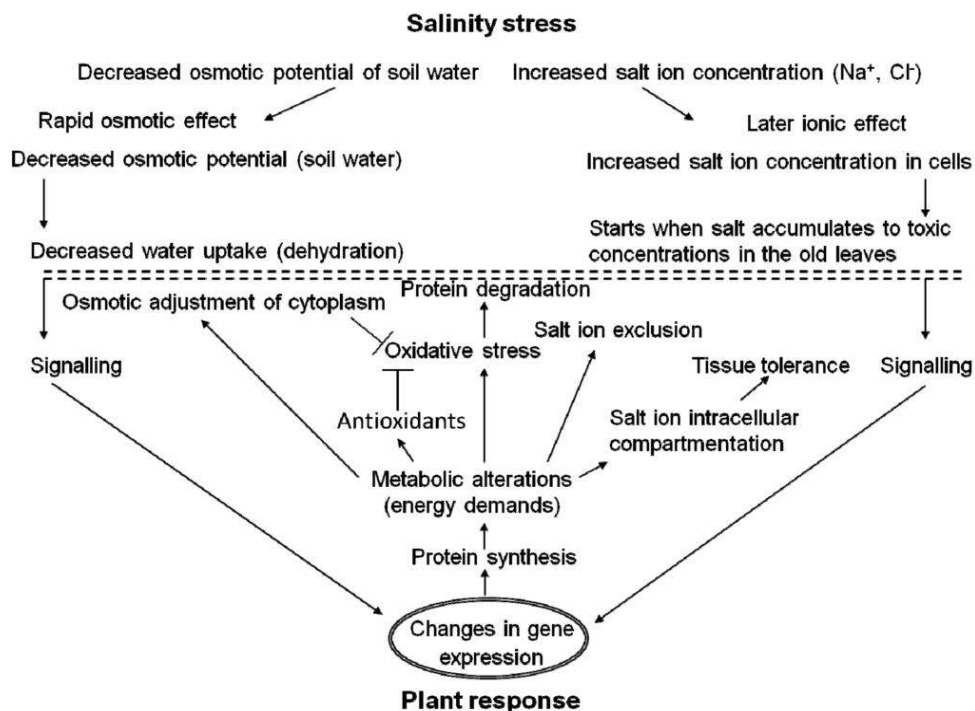 Salinity stress
Decreased osmotic potential of soil water
Increased salt ion concentration (Na⁺, Cl⁻)
Rapid osmotic effect
Later ionic effect
Decreased osmotic potential (soil water)
Increased salt ion concentration in cells
Decreased water uptake (dehydration)
Starts when salt accumulates to toxic
concentrations in the old leaves
Osmotic adjustment of cytoplasm
Protein degradation
Salt ion exclusion
Oxidative stress
Signalling
Tissue tolerance
Signalling
Antioxidants
Salt ion intracellular
compartmentation
Metabolic alterations
(energy demands)
Protein synthesis
Changes in gene
expression
Plant response